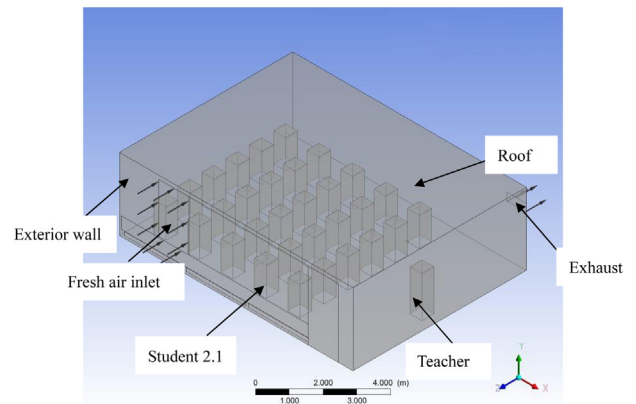 Roof
Exterior wall
Fresh air inlet
Exhaust
Student 2.1
Teacher
0 2.000 4.000 (m)
1.000 3.000
Y
Z X